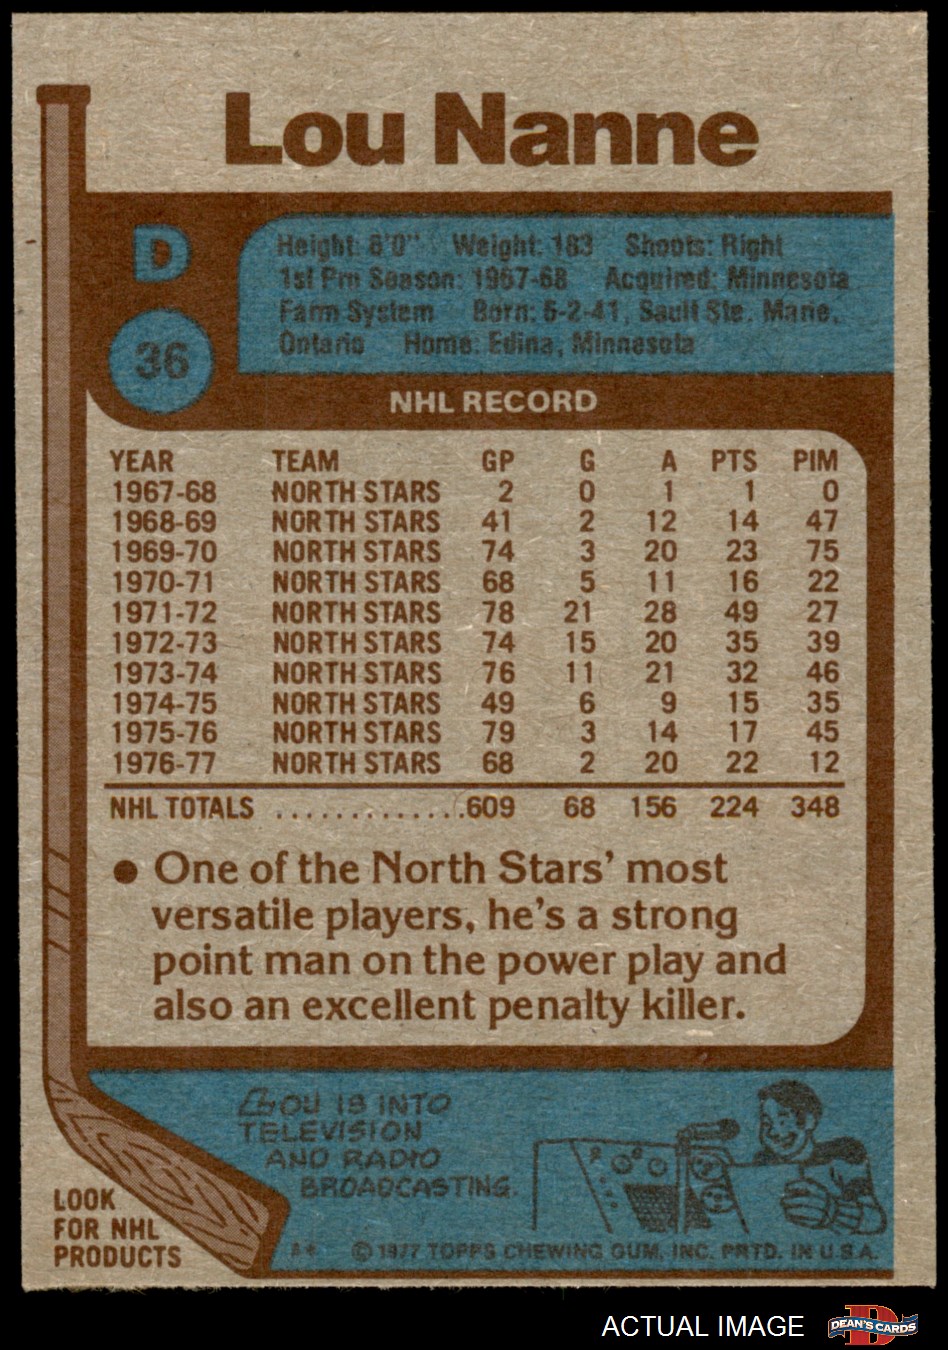 Lou Nanne
D
36
Height: 6'0" Weight: 183 Shoots: Right
1st Pro Season: 1967-68 Acquired: Minnesota
Farm System Born: 6-2-41, Sault Ste. Marie,
Ontario Home: Edina, Minnesota
NHL RECORD
YEAR TEAM GP G A PTS PIM
1967-68 NORTH STARS 2 0 1 1 0
1968-69 NORTH STARS 41 2 12 14 47
1969-70 NORTH STARS 74 3 20 23 75
1970-71 NORTH STARS 68 5 11 16 22
1971-72 NORTH STARS 78 21 28 49 27
1972-73 NORTH STARS 74 15 20 35 39
1973-74 NORTH STARS 76 11 21 32 46
1974-75 NORTH STARS 49 6 9 15 35
1975-76 NORTH STARS 79 3 14 17 45
1976-77 NORTH STARS 68 2 20 22 12
NHL TOTALS .............. 609 68 156 224 348
● One of the North Stars' most
versatile players, he's a strong
point man on the power play and
also an excellent penalty killer.
LOU IS INTO
TELEVISION
AND RADIO
BROADCASTING.
LOOK
FOR NHL
PRODUCTS
© 1977 TOPPS CHEWING GUM, INC. PRTD. IN U.S.A.
ACTUAL IMAGE
DEAN'S CARDS